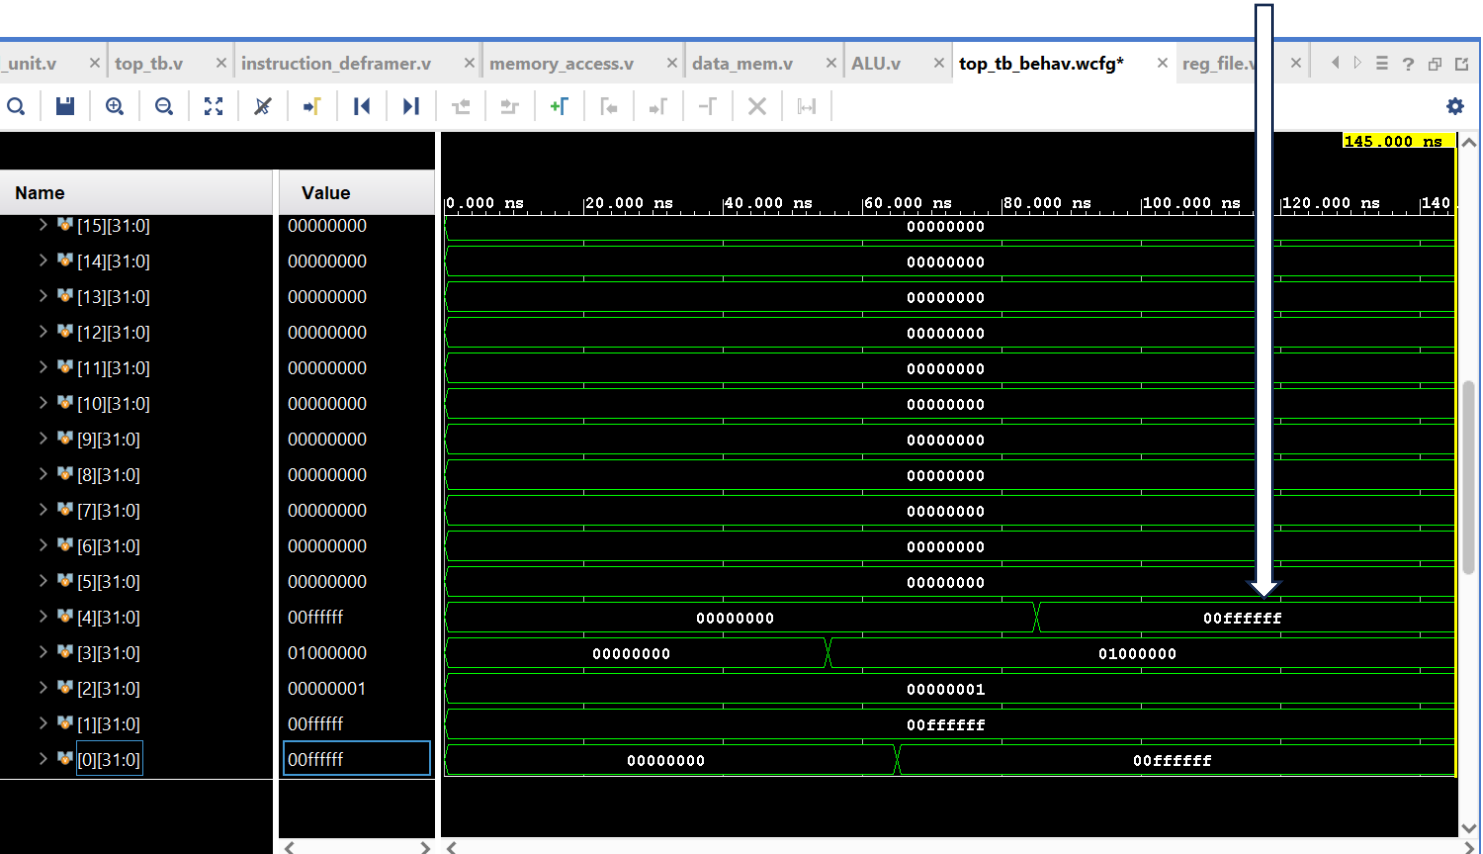 _unit.v × top_tb.v × instruction_deframer.v × memory_access.v × data_mem.v × ALU.v × top_tb_behav.wcfg* × reg_file.v ×
145.000 ns
Name Value
0.000 ns 20.000 ns 40.000 ns 60.000 ns 80.000 ns 100.000 ns 120.000 ns 140
[15][31:0] 00000000 00000000
[14][31:0] 00000000 00000000
[13][31:0] 00000000 00000000
[12][31:0] 00000000 00000000
[11][31:0] 00000000 00000000
[10][31:0] 00000000 00000000
[9][31:0] 00000000 00000000
[8][31:0] 00000000 00000000
[7][31:0] 00000000 00000000
[6][31:0] 00000000 00000000
[5][31:0] 00000000 00000000
[4][31:0] 00ffffff 00000000 00ffffff
[3][31:0] 01000000 00000000 01000000
[2][31:0] 00000001 00000001
[1][31:0] 00ffffff 00ffffff
[0][31:0] 00ffffff 00000000 00ffffff